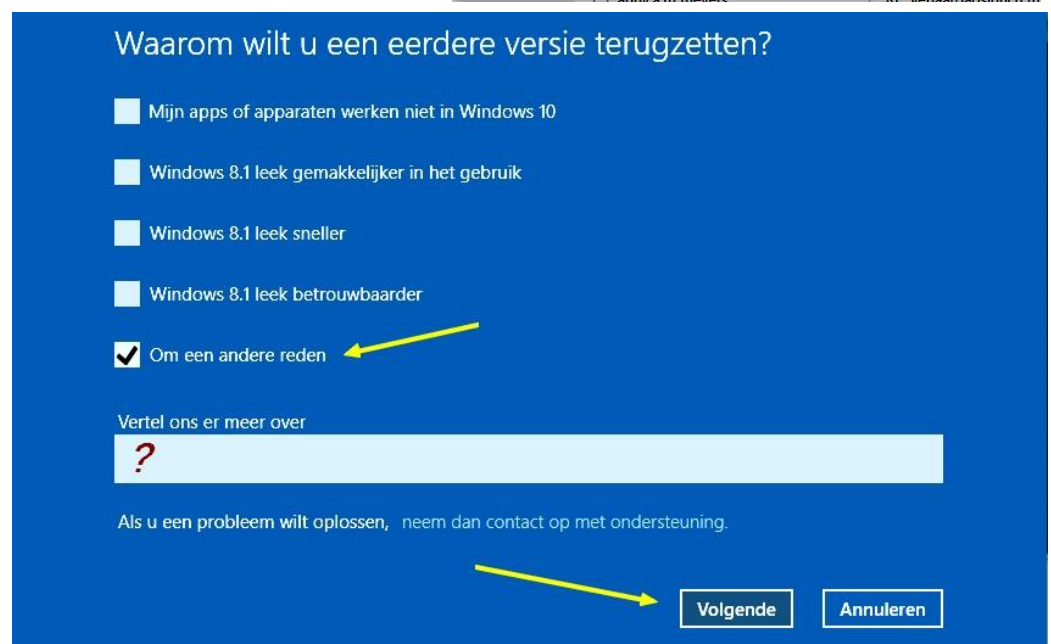 Waarom wilt u een eerdere versie terugzetten?
Mijn apps of apparaten werken niet in Windows 10
Windows 8.1 leek gemakkelijker in het gebruik
Windows 8.1 leek sneller
Windows 8.1 leek betrouwbaarder
Om een andere reden
Vertel ons er meer over
?
Als u een probleem wilt oplossen, neem dan contact op met ondersteuning.
Volgende Annuleren